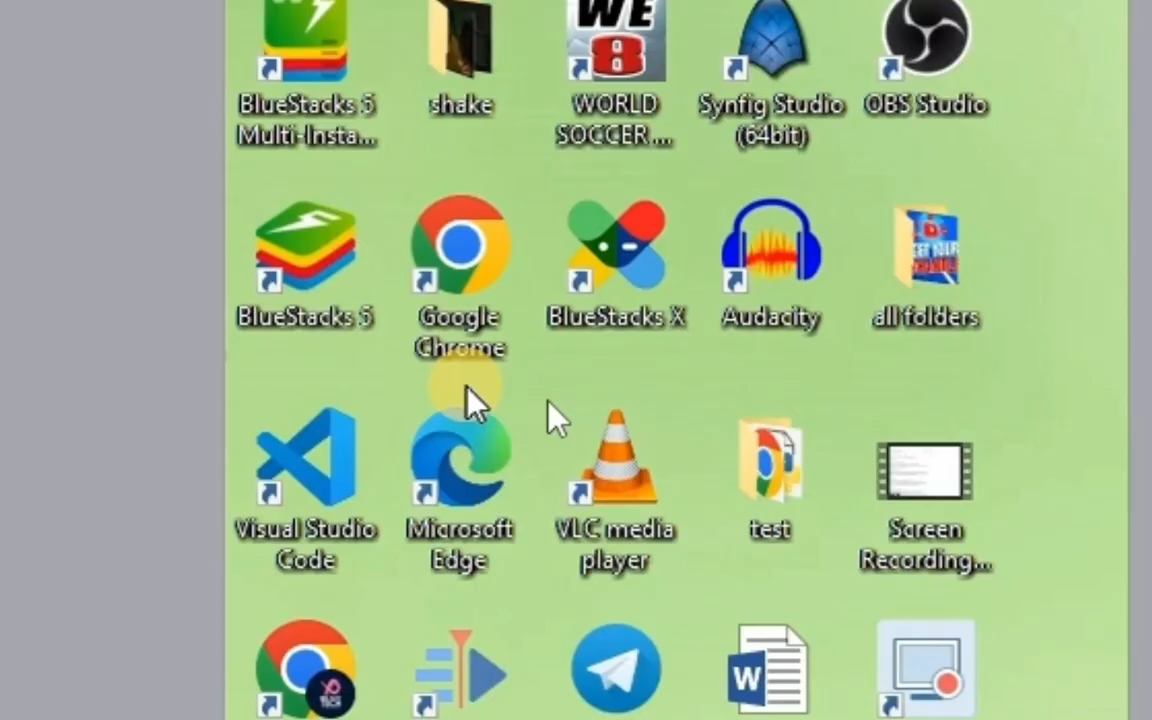 WE
8
BlueStacks 5
Multi-Insta...
shake
WORLD
SOCCER ...
Synfig Studio
(64bit)
OBS Studio
BlueStacks 5
Google
Chrome
BlueStacks X
Audacity
all folders
Visual Studio
Code
Microsoft
Edge
VLC media
player
test
Screen
Recording...
W